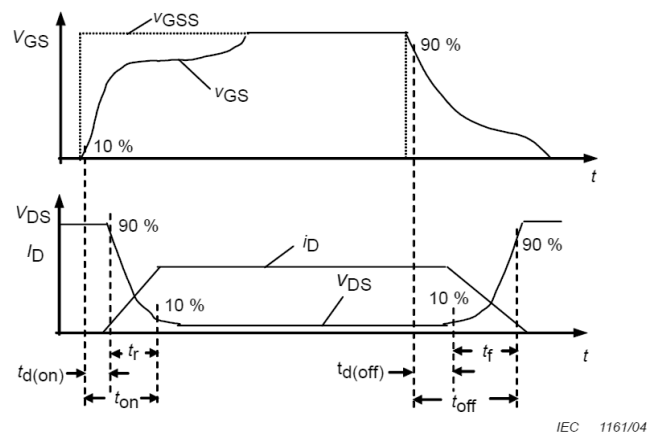 vGSS
VGS
90 %
vGS
10 %
t
VDS
90 %
ID
iD
90 %
10 %
VDS
10 %
tr
tf
t
td(on)
td(off)
ton
toff
IEC 1161/04